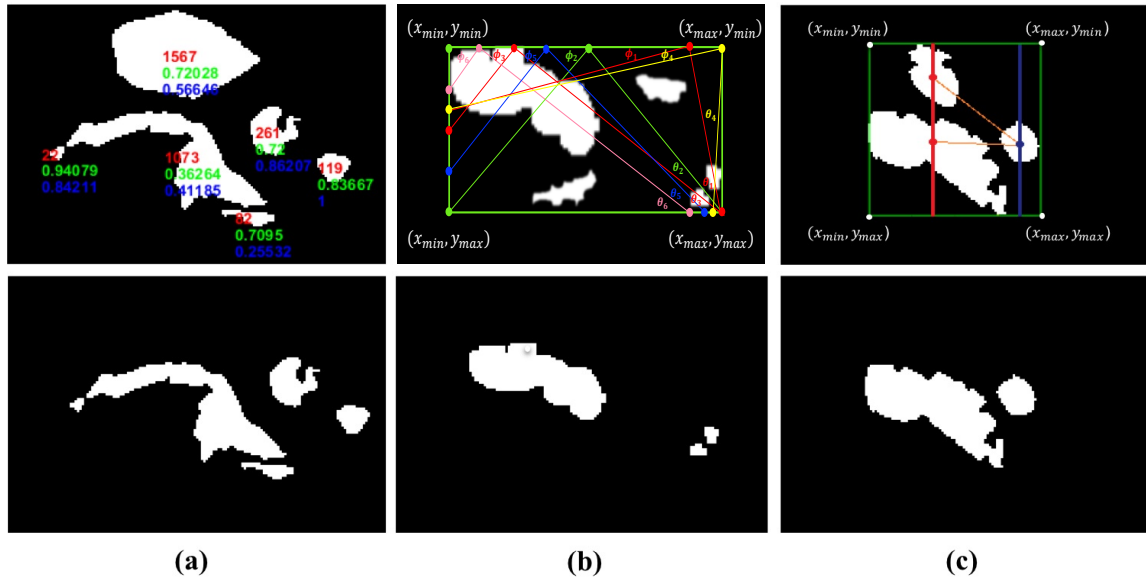 1567
0.72028
0.56646
22
0.94079
0.84211
1073
0.36264
0.41185
261
0.72
0.86207
119
0.83667
1
62
0.7095
0.25532
(x_min, y_min)
(x_max, y_min)
ϕ_6
ϕ_3
ϕ_5
ϕ_2
ϕ_1
ϕ_4
θ_4
θ_2
θ_5
θ_6
(x_min, y_max)
(x_max, y_max)
(x_min, y_min)
(x_max, y_min)
(x_min, y_max)
(x_max, y_max)
(a)
(b)
(c)